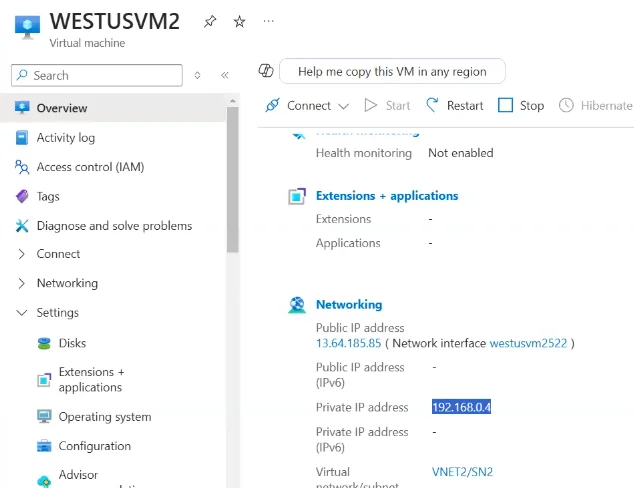 WESTUSVM2
Virtual machine
Search
Overview
Activity log
Access control (IAM)
Tags
Diagnose and solve problems
Connect
Networking
Settings
Disks
Extensions +
applications
Operating system
Configuration
Advisor
Help me copy this VM in any region
Connect
Start
Restart
Stop
Hibernate
Health monitoring
Health monitoring Not enabled
Extensions + applications
Extensions -
Applications -
Networking
Public IP address
13.64.185.85 ( Network interface westusvm2522 )
Public IP address -
(IPv6)
Private IP address 192.168.0.4
Private IP address -
(IPv6)
Virtual VNET2/SN2
network/subnet